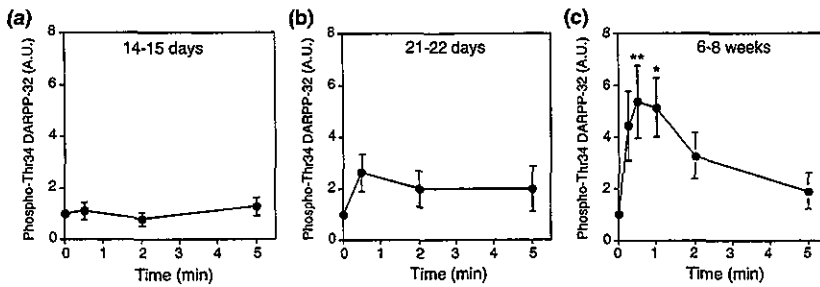 (a)
14-15 days
Phospho-Thr34 DARPP-32 (A.U.)
8
6
4
2
0
0 1 2 3 4 5
Time (min)
(b)
21-22 days
Phospho-Thr34 DARPP-32 (A.U.)
8
6
4
2
0
0 1 2 3 4 5
Time (min)
(c)
6-8 weeks
** *
Phospho-Thr34 DARPP-32 (A.U.)
8
6
4
2
0
0 1 2 3 4 5
Time (min)